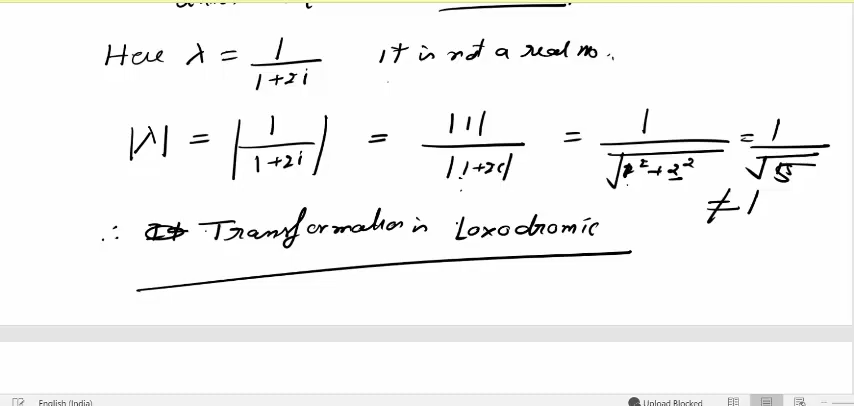 Here λ = 1/(1+2i) it is not a real no.
|λ| = |1/(1+2i)| = |1|/|1+2i| = 1/√(1²+2²) = 1/√5
≠ 1
∴ Transformation is Loxodromic
English (India) Upload Blocked